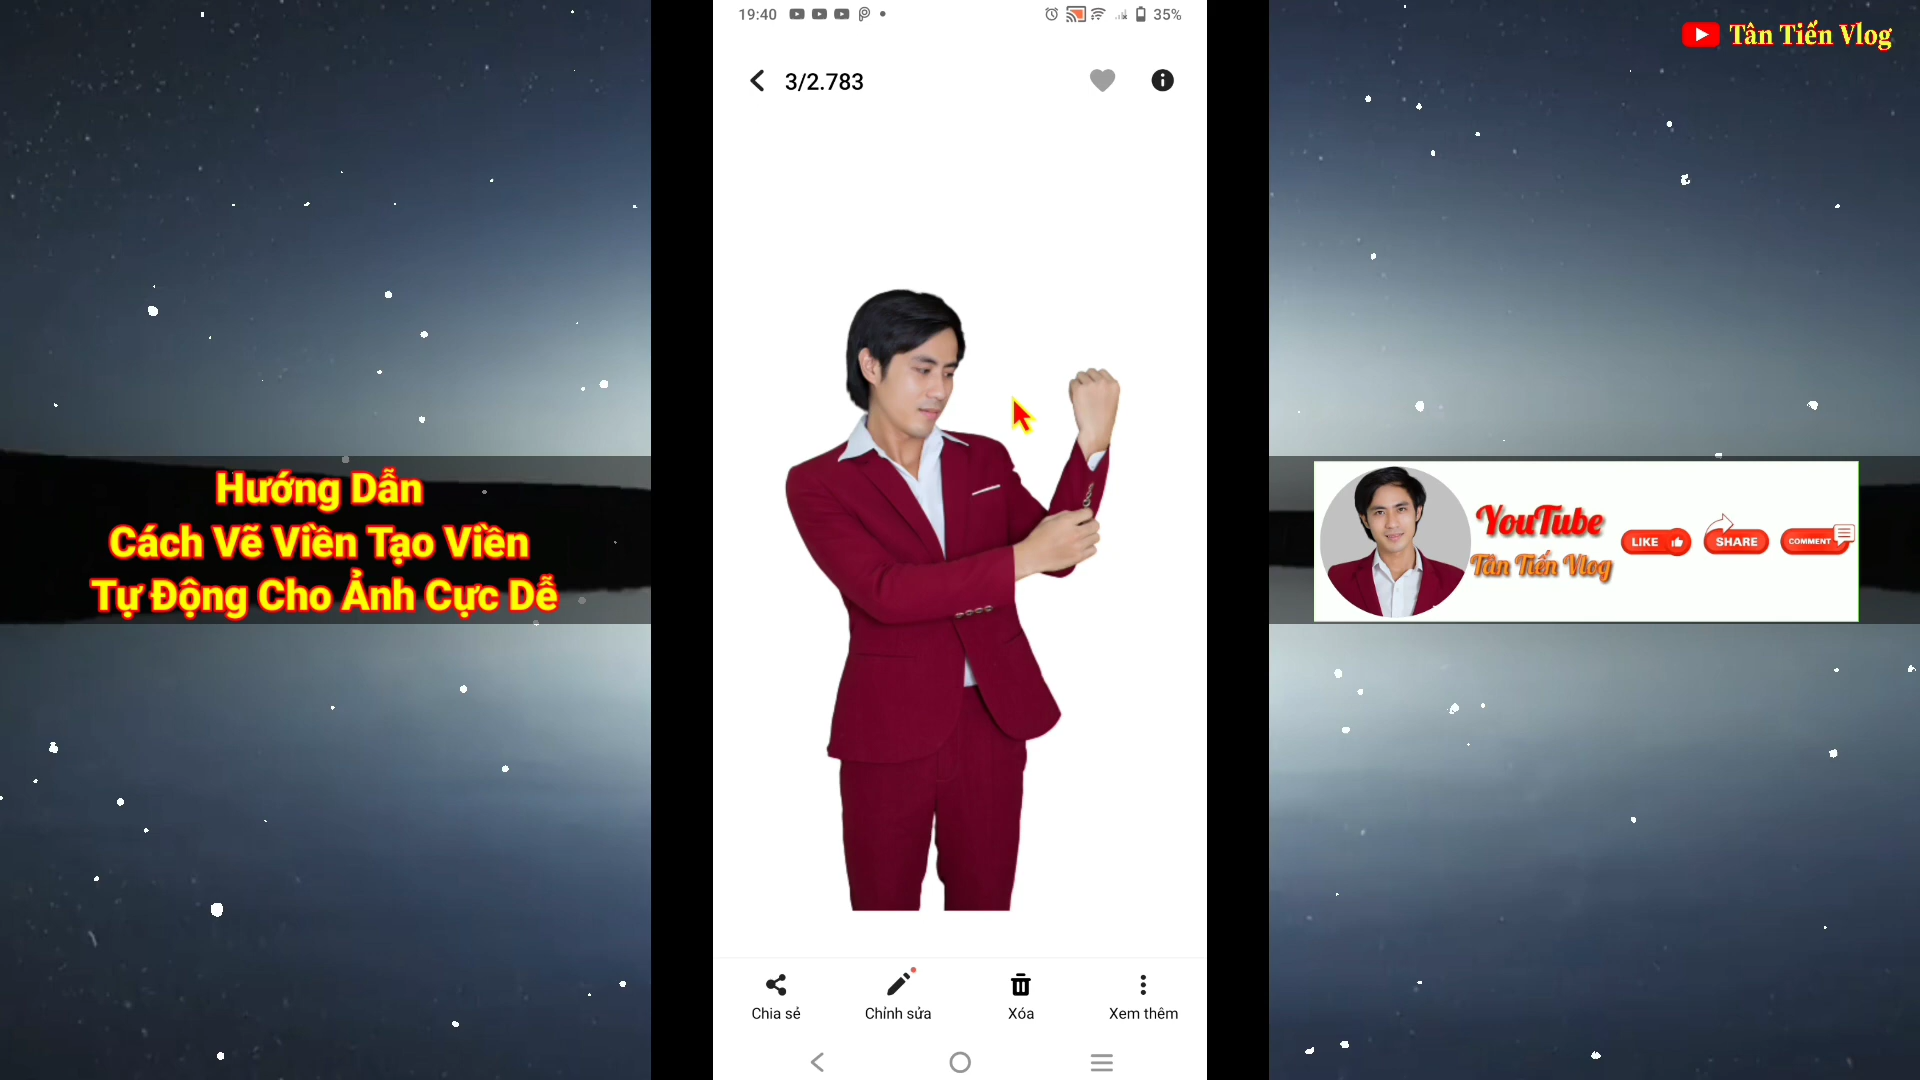 19:40
35%
Tân Tiến Vlog
3/2.783
Hướng Dẫn
Cách Vẽ Viền Tạo Viền
Tự Động Cho Ảnh Cực Dễ
YouTube
Tân Tiến Vlog
LIKE
SHARE
COMMENT
Chia sẻ
Chỉnh sửa
Xóa
Xem thêm